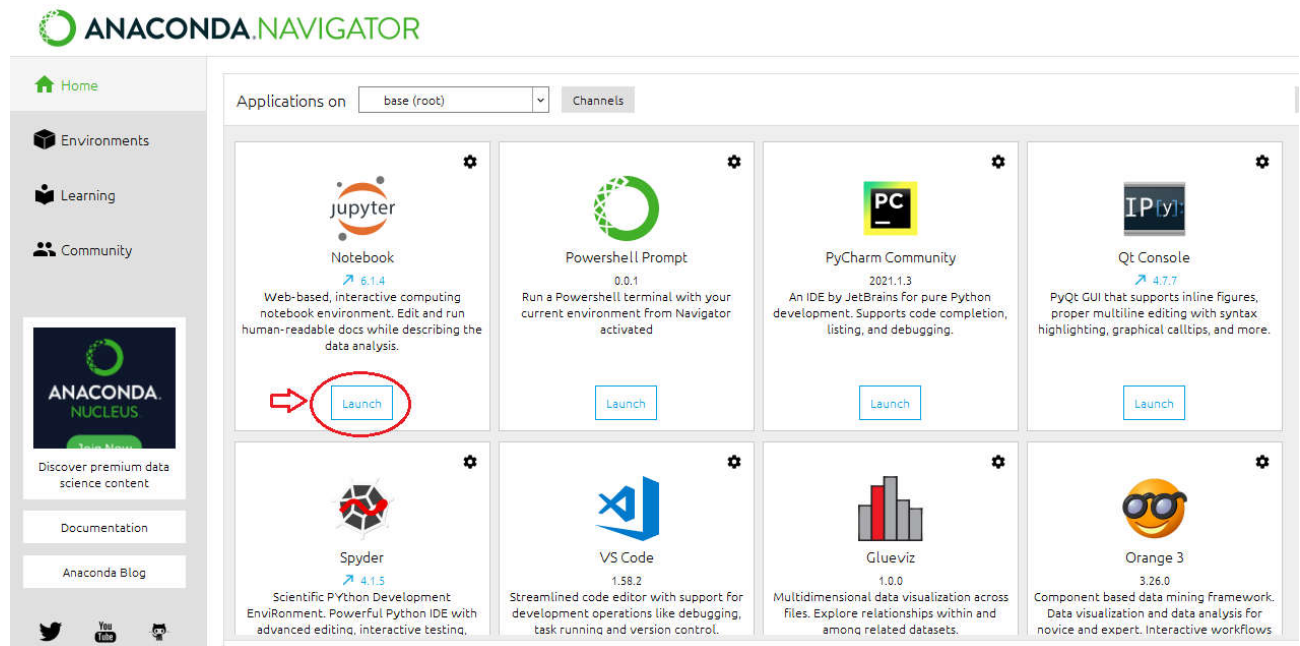 ANACONDA.NAVIGATOR
Home
Environments
Learning
Community
ANACONDA.
NUCLEUS
Join Now
Discover premium data
science content
Documentation
Anaconda Blog
You
Tube
Applications on
base (root)
Channels
jupyter
Notebook
6.1.4
Web-based, interactive computing
notebook environment. Edit and run
human-readable docs while describing the
data analysis.
Launch
Powershell Prompt
0.0.1
Run a Powershell terminal with your
current environment from Navigator
activated
Launch
PC
PyCharm Community
2021.1.3
An IDE by JetBrains for pure Python
development. Supports code completion,
listing, and debugging.
Launch
IP[y]:
Qt Console
4.7.7
PyQt GUI that supports inline figures,
proper multiline editing with syntax
highlighting, graphical calltips, and more.
Launch
Spyder
4.1.5
Scientific PYthon Development
EnviRonment. Powerful Python IDE with
advanced editing, interactive testing,
VS Code
1.58.2
Streamlined code editor with support for
development operations like debugging,
task running and version control.
Glueviz
1.0.0
Multidimensional data visualization across
files. Explore relationships within and
among related datasets.
Orange 3
3.26.0
Component based data mining framework.
Data visualization and data analysis for
novice and expert. Interactive workflows